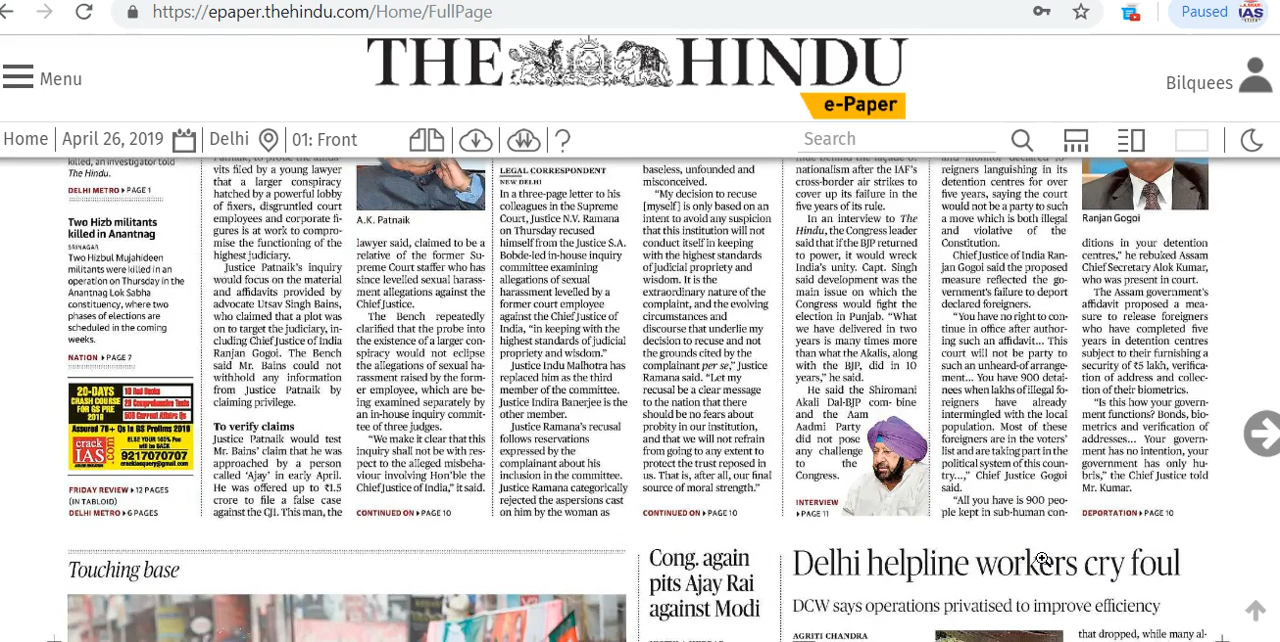 https://epaper.thehindu.com/Home/FullPage
Paused
IAS
Menu
THE HINDU
e-Paper
Bilquees
Home
April 26, 2019
Delhi
01: Front
?
Search
killed, an investigator told
The Hindu.
DELHI METRO ▸ PAGE 1
Two Hizb militants
killed in Anantnag
SRINAGAR
Two Hizbul Mujahideen
militants were killed in an
operation on Thursday in the
Anantnag Lok Sabha
constituency, where two
phases of elections are
scheduled in the coming
weeks.
NATION ▸ PAGE 7
20-DAYS
CRASH COURSE
FOR GS PRE
2018
crack
IAS
.com
9217070707
crackiasquery@gmail.com
FRIDAY REVIEW ▸ 12 PAGES
(IN TABLOID)
DELHI METRO ▸ 6 PAGES
vits filed by a young lawyer
that a larger conspiracy
hatched by a powerful lobby
of fixers, disgruntled court
employees and corporate fi-
gures is at work to compro-
mise the functioning of the
highest judiciary.
Justice Patnaik's inquiry
would focus on the material
and affidavits provided by
advocate Utsav Singh Bains,
who claimed that a plot was
on to target the judiciary, in-
cluding Chief Justice of India
Ranjan Gogoi. The Bench
said Mr. Bains could not
withhold any information
from Justice Patnaik by
claiming privilege.
To verify claims
Justice Patnaik would test
Mr. Bains' claim that he was
approached by a person
called 'Ajay' in early April.
He was offered up to ₹1.5
crore to file a false case
against the CJI. This man, the
A.K. Patnaik
lawyer said, claimed to be a
relative of the former Su-
preme Court staffer who has
since levelled sexual harass-
ment allegations against the
Chief Justice.
The Bench repeatedly
clarified that the probe into
the existence of a larger con-
spiracy would not eclipse
the allegations of sexual ha-
rassment raised by the form-
er employee, which are be-
ing examined separately by
an in-house inquiry commit-
tee of three judges.
"We make it clear that this
inquiry shall not be with res-
pect to the alleged misbeha-
viour involving Hon'ble the
Chief Justice of India," it said.
CONTINUED ON ▸ PAGE 10
LEGAL CORRESPONDENT
NEW DELHI
In a three-page letter to his
colleagues in the Supreme
Court, Justice N.V. Ramana
on Thursday recused
himself from the Justice S.A.
Bobde-led in-house inquiry
committee examining
allegations of sexual
harassment levelled by a
former court employee
against the Chief Justice of
India, "in keeping with the
highest standards of judicial
propriety and wisdom."
Justice Indu Malhotra has
replaced him as the third
member of the committee.
Justice Indira Banerjee is the
other member.
Justice Ramana's recusal
follows reservations
expressed by the
complainant about his
inclusion in the committee.
Justice Ramana categorically
rejected the aspersions cast
on him by the woman as
baseless, unfounded and
misconceived.
"My decision to recuse
[myself] is only based on an
intent to avoid any suspicion
that this institution will not
conduct itself in keeping
with the highest standards
of judicial propriety and
wisdom. It is the
extraordinary nature of the
complaint, and the evolving
circumstances and
discourse that underlie my
decision to recuse and not
the grounds cited by the
complainant per se," Justice
Ramana said. "Let my
recusal be a clear message
to the nation that there
should be no fears about
probity in our institution,
and that we will not refrain
from going to any extent to
protect the trust reposed in
us. That is, after all, our final
source of moral strength."
CONTINUED ON ▸ PAGE 10
nationalism after the IAF's
cross-border air strikes to
cover up its failure in the
five years of its rule.
In an interview to The
Hindu, the Congress leader
said that if the BJP returned
to power, it would wreck
India's unity. Capt. Singh
said development was the
main issue on which the
Congress would fight the
election in Punjab. "What
we have delivered in two
years is many times more
than what the Akalis, along
with the BJP, did in 10
years," he said.
He said the Shiromani
Akali Dal-BJP com- bine
and the Aam
Aadmi Party
did not pose
any challenge
to the
Congress.
INTERVIEW
▸ PAGE 11
reigners languishing in its
detention centres for over
five years, saying the court
would not be a party to such
a move which is both illegal
and violative of the
Constitution.
Chief Justice of India Ran-
jan Gogoi said the proposed
measure reflected the go-
vernment's failure to deport
declared foreigners.
"You have no right to con-
tinue in office after author-
ing such an affidavit... This
court will not be party to
such an unheard-of arrange-
ment... You have 900 detai-
nees when lakhs of illegal fo-
reigners have already
intermingled with the local
population. Most of these
foreigners are in the voters'
list and are taking part in the
political system of this coun-
try...," Chief Justice Gogoi
said.
"All you have is 900 peo-
ple kept in sub-human con-
Ranjan Gogoi
ditions in your detention
centres," he rebuked Assam
Chief Secretary Alok Kumar,
who was present in court.
The Assam government's
affidavit proposed a mea-
sure to release foreigners
who have completed five
years in detention centres
subject to their furnishing a
security of ₹5 lakh, verifica-
tion of address and collec-
tion of their biometrics.
"Is this how the govern-
ment functions? Bonds, bio-
metrics and verification of
addresses... Your govern-
ment has no intention, your
government has only hu-
bris," the Chief Justice told
Mr. Kumar.
DEPORTATION ▸ PAGE 10
Touching base
Cong. again
pits Ajay Rai
against Modi
Delhi helpline workers cry foul
DCW says operations privatised to improve efficiency
AGRITI CHANDRA
that dropped, while many al-